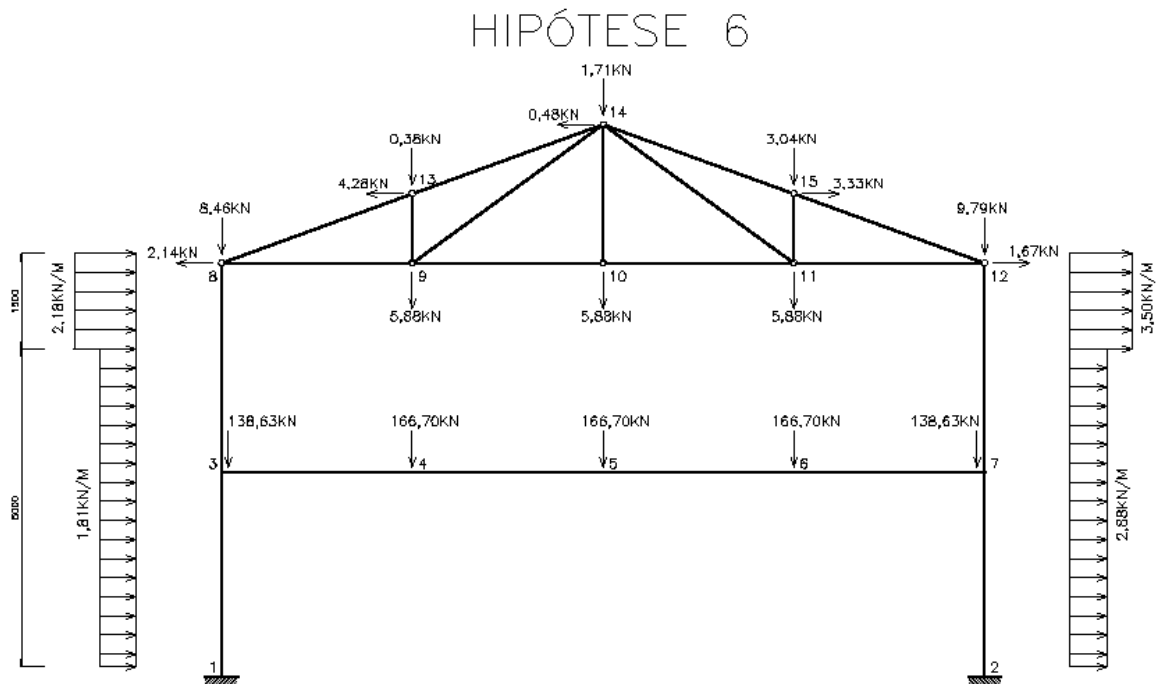 HIPÓTESE 6
1,71KN
0,48KN 14
0,38KN 3,04KN
4,28KN 13 15 3,33KN
8,46KN 9,79KN
2,14KN 1,67KN
8 9 10 11 12
5,88KN 5,88KN 5,88KN
1500
2,18KN/M
3,50KN/M
138,63KN 166,70KN 166,70KN 166,70KN 138,63KN
3 4 5 6 7
1,81KN/M
2,88KN/M
1 2